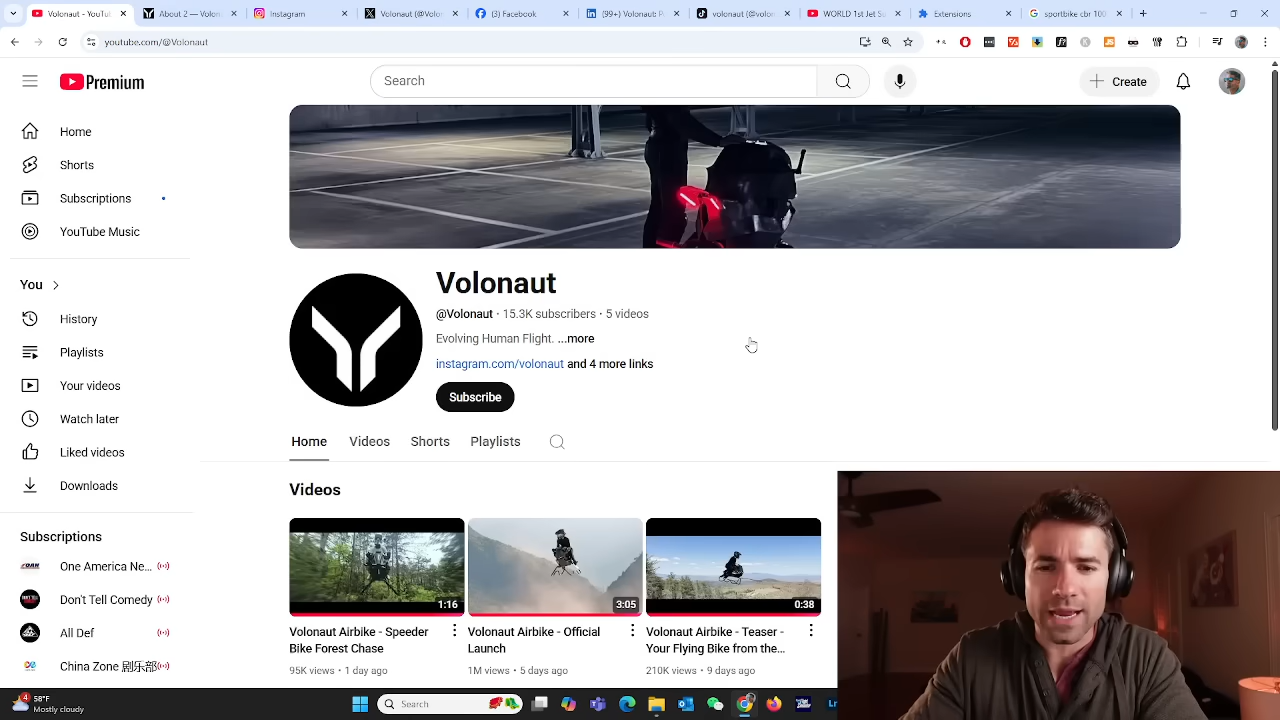 Volonaut - YouTu
About 2 — Volon
Instagram
Volonaut (@Volo
(3) Facebook
(99+) Volonaut P
volonaut (@volon
WORLD 1st Jet Su
Extensions
sportbike cbr 100
youtube.com/@Volonaut
Premium
Search
Create
Home
Shorts
Subscriptions
YouTube Music
You
History
Playlists
Your videos
Watch later
Liked videos
Downloads
Subscriptions
One America Ne...
Don't Tell Comedy
All Def
China Zone 剧乐部
Volonaut
@Volonaut · 15.3K subscribers · 5 videos
Evolving Human Flight. ...more
instagram.com/volonaut and 4 more links
Subscribe
Home Videos Shorts Playlists
Videos
1:16
3:05
0:38
Volonaut Airbike - Speeder
Bike Forest Chase
95K views • 1 day ago
Volonaut Airbike - Official
Launch
1M views • 5 days ago
Volonaut Airbike - Teaser -
Your Flying Bike from the...
210K views • 9 days ago
4
58°F
Mostly cloudy
Search